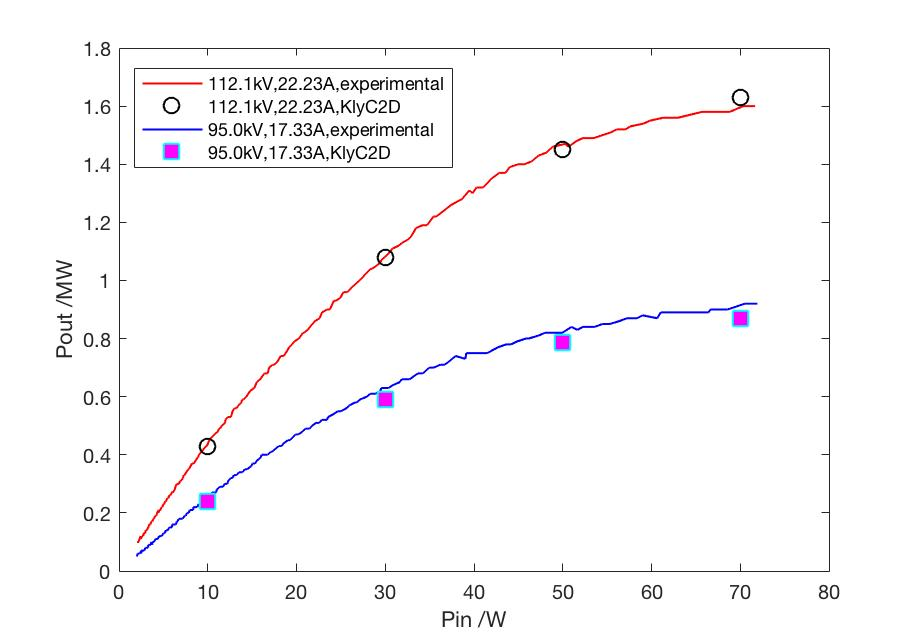 1.8
1.6
1.4
1.2
1
0.8
0.6
0.4
0.2
0
Pout /MW
112.1kV,22.23A,experimental
112.1kV,22.23A,KlyC2D
95.0kV,17.33A,experimental
95.0kV,17.33A,KlyC2D
0 10 20 30 40 50 60 70 80
Pin /W